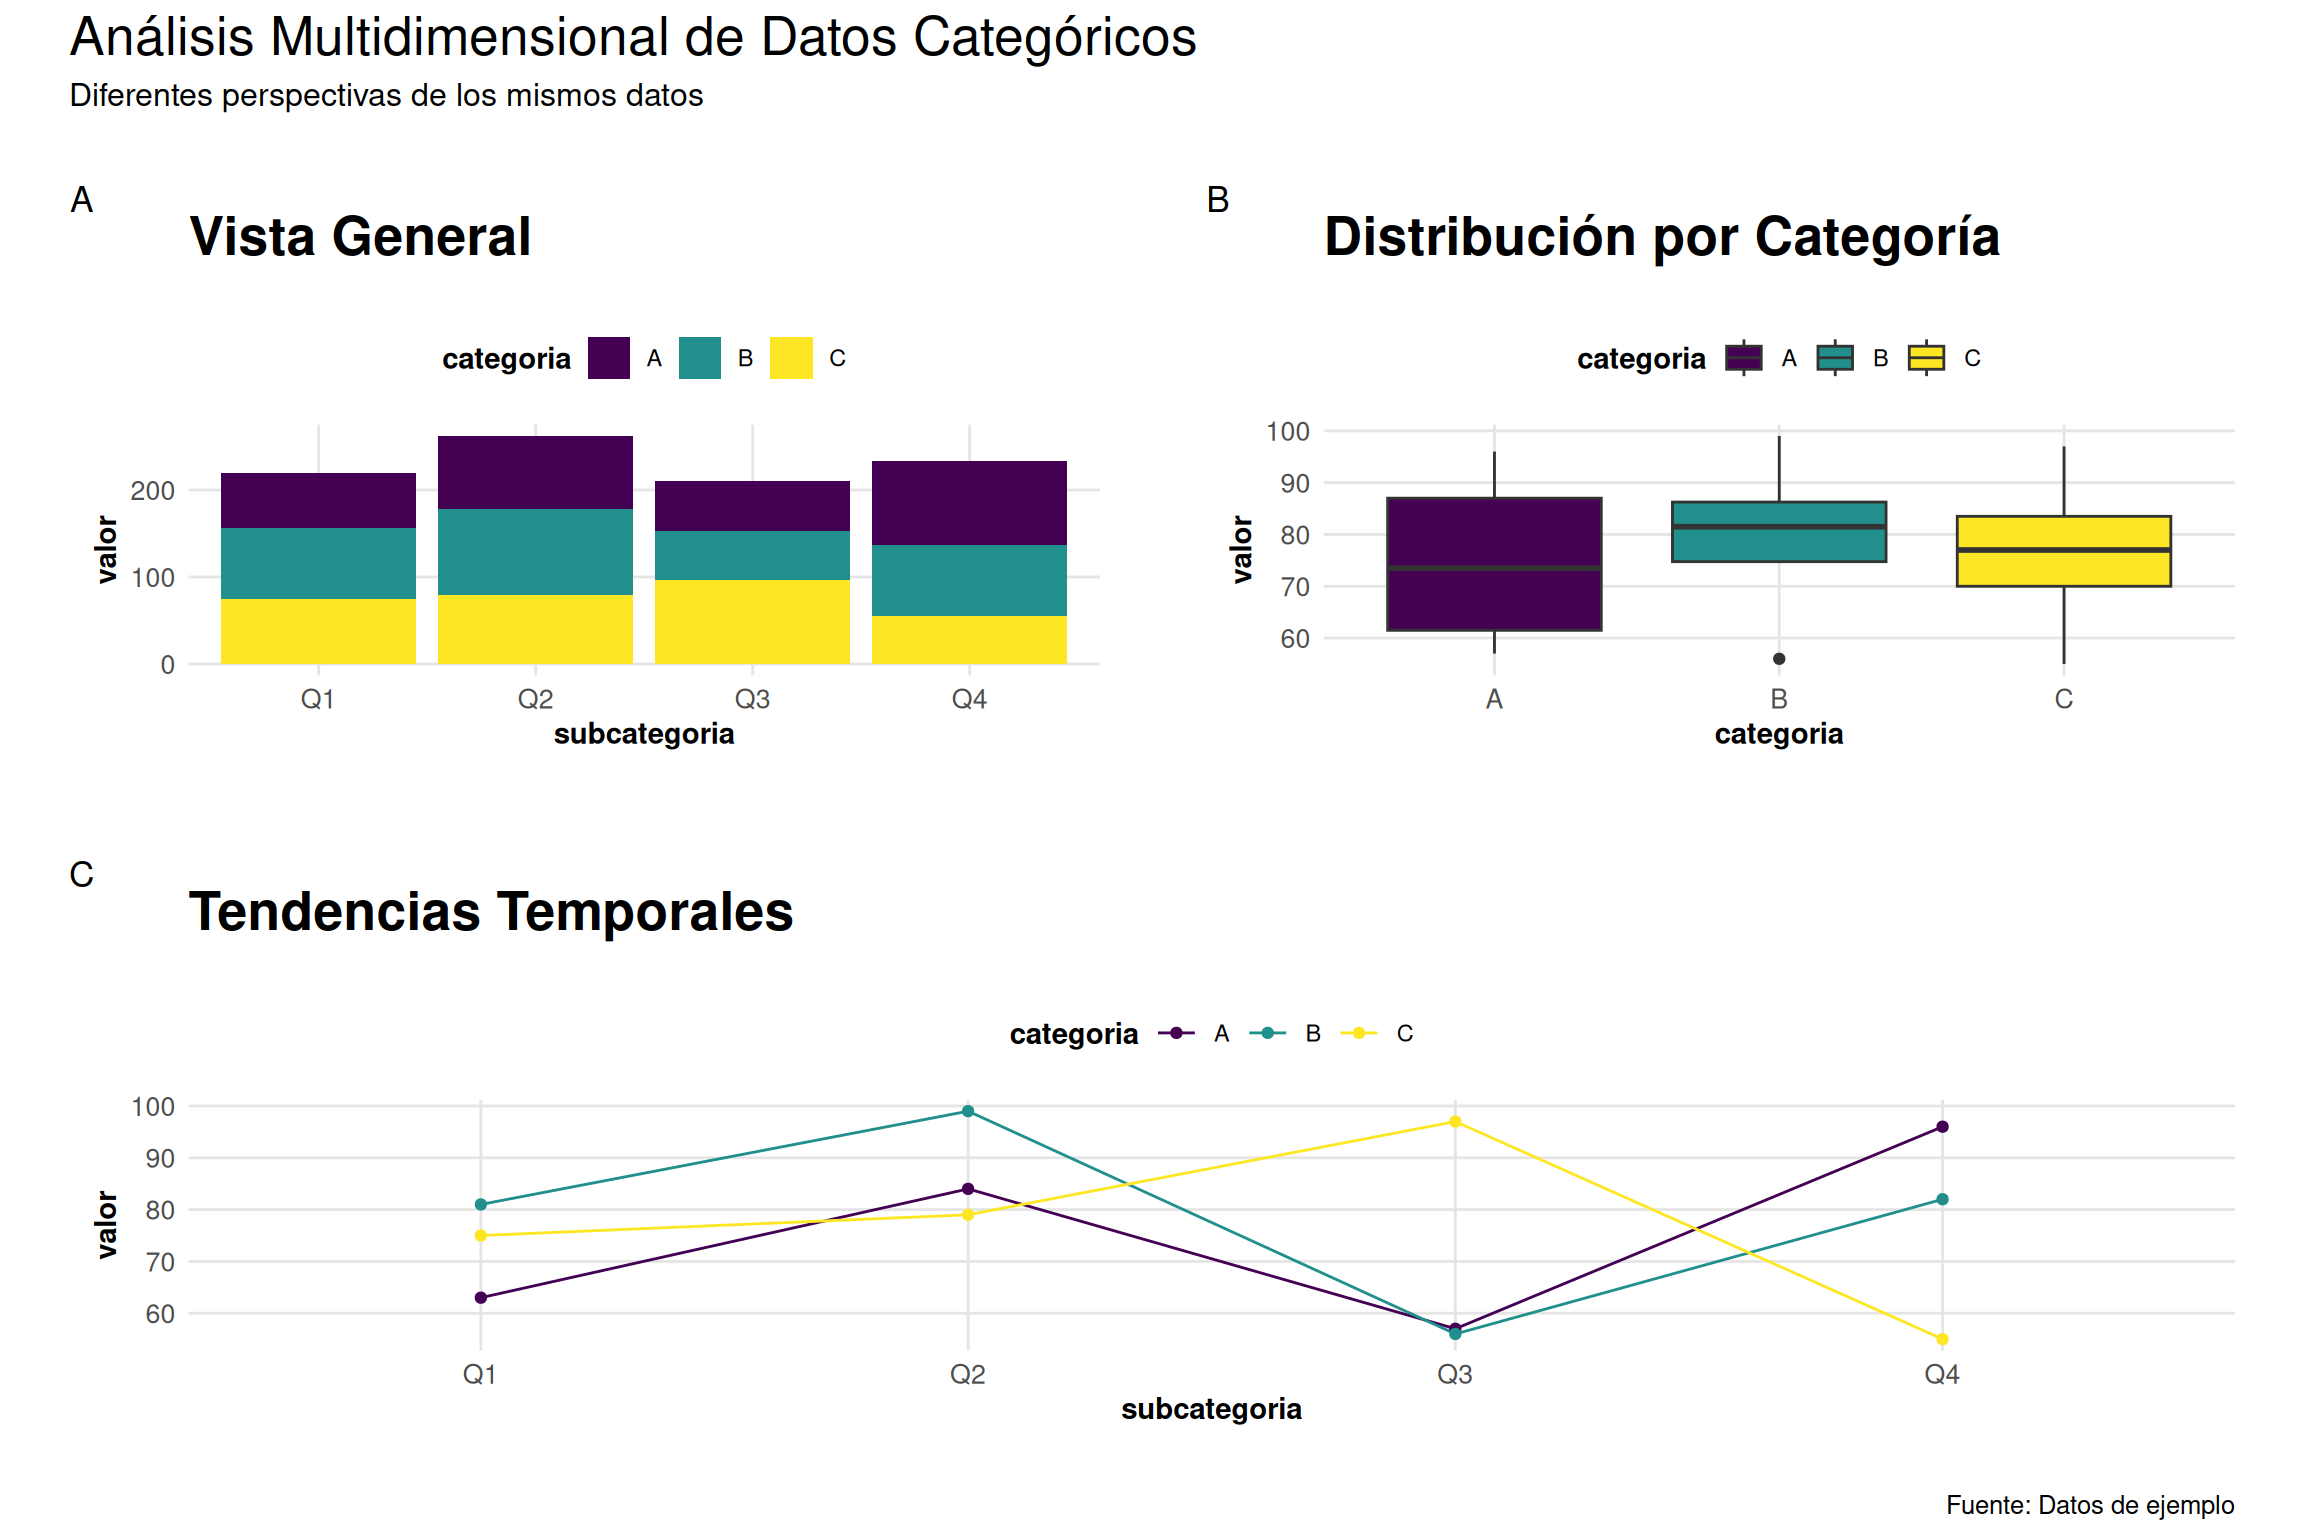 Análisis Multidimensional de Datos Categóricos
Diferentes perspectivas de los mismos datos
A
Vista General
categoria A B C
200
100
0
valor
Q1 Q2 Q3 Q4
subcategoria
B
Distribución por Categoría
categoria A B C
100
90
80
70
60
valor
A B C
categoria
C
Tendencias Temporales
categoria A B C
100
90
80
70
60
valor
Q1 Q2 Q3 Q4
subcategoria
Fuente: Datos de ejemplo